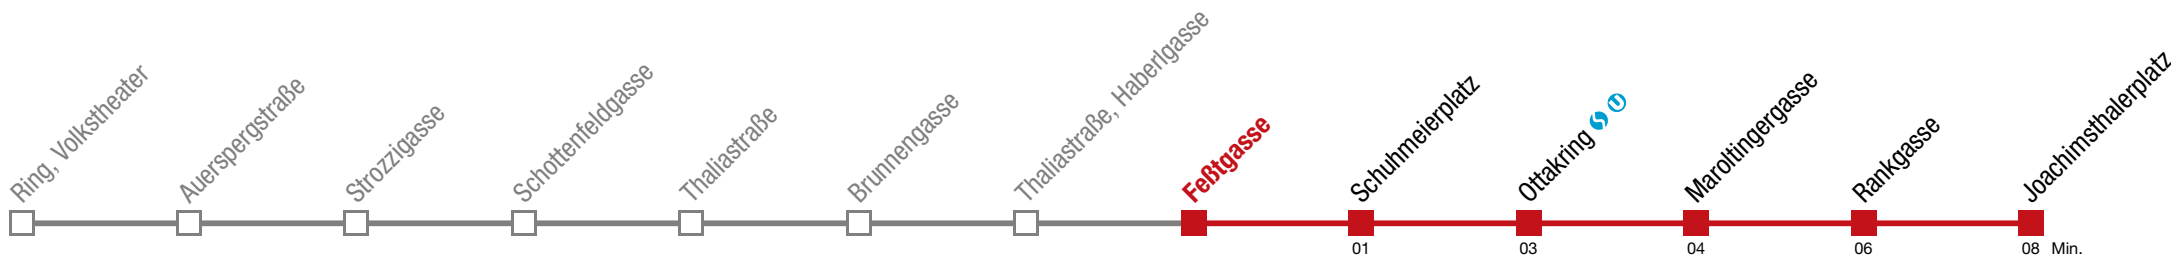 Ring, Volkstheater
Auerspergstraße
Strozzigasse
Schottenfeldgasse
Thaliastraße
Brunnengasse
Thaliastraße, Haberlgasse
Feßtgasse
Schuhmeierplatz
Ottakring S U
Maroltingergasse
Rankgasse
Joachimsthalerplatz
01 03 04 06 08 Min.